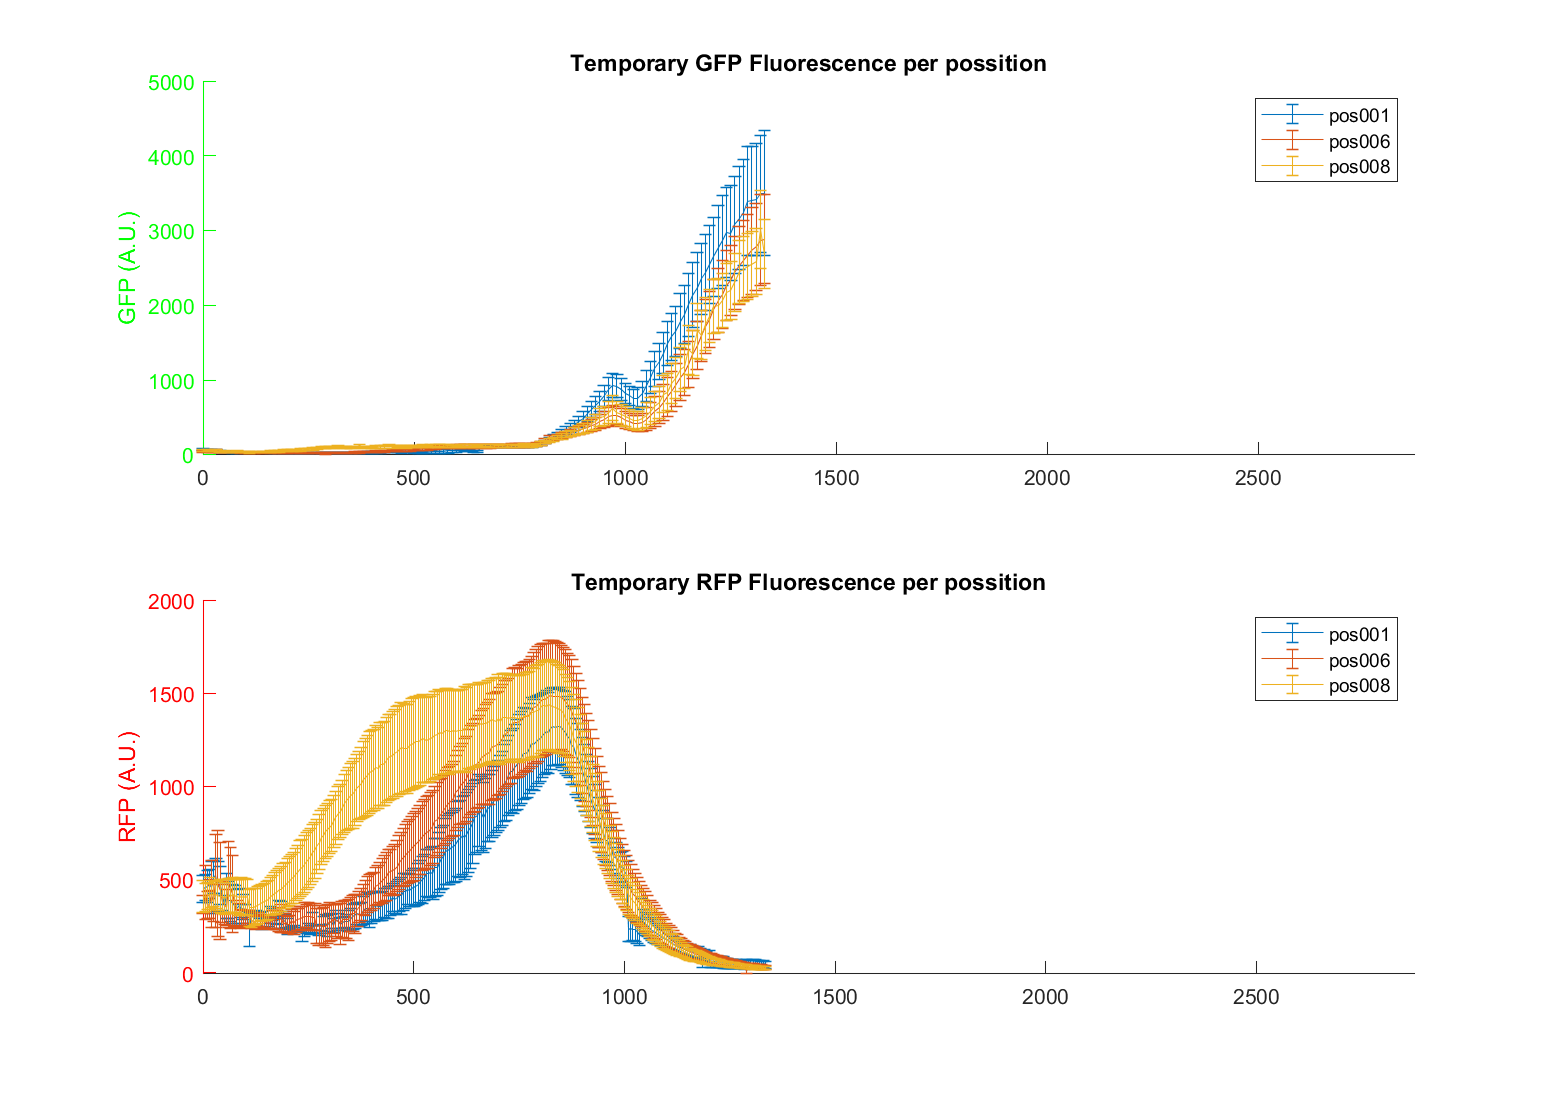 Temporary GFP Fluorescence per possition
5000
4000
3000
2000
1000
0
GFP (A.U.)
0 500 1000 1500 2000 2500
pos001
pos006
pos008
Temporary RFP Fluorescence per possition
2000
1500
1000
500
0
RFP (A.U.)
0 500 1000 1500 2000 2500
pos001
pos006
pos008